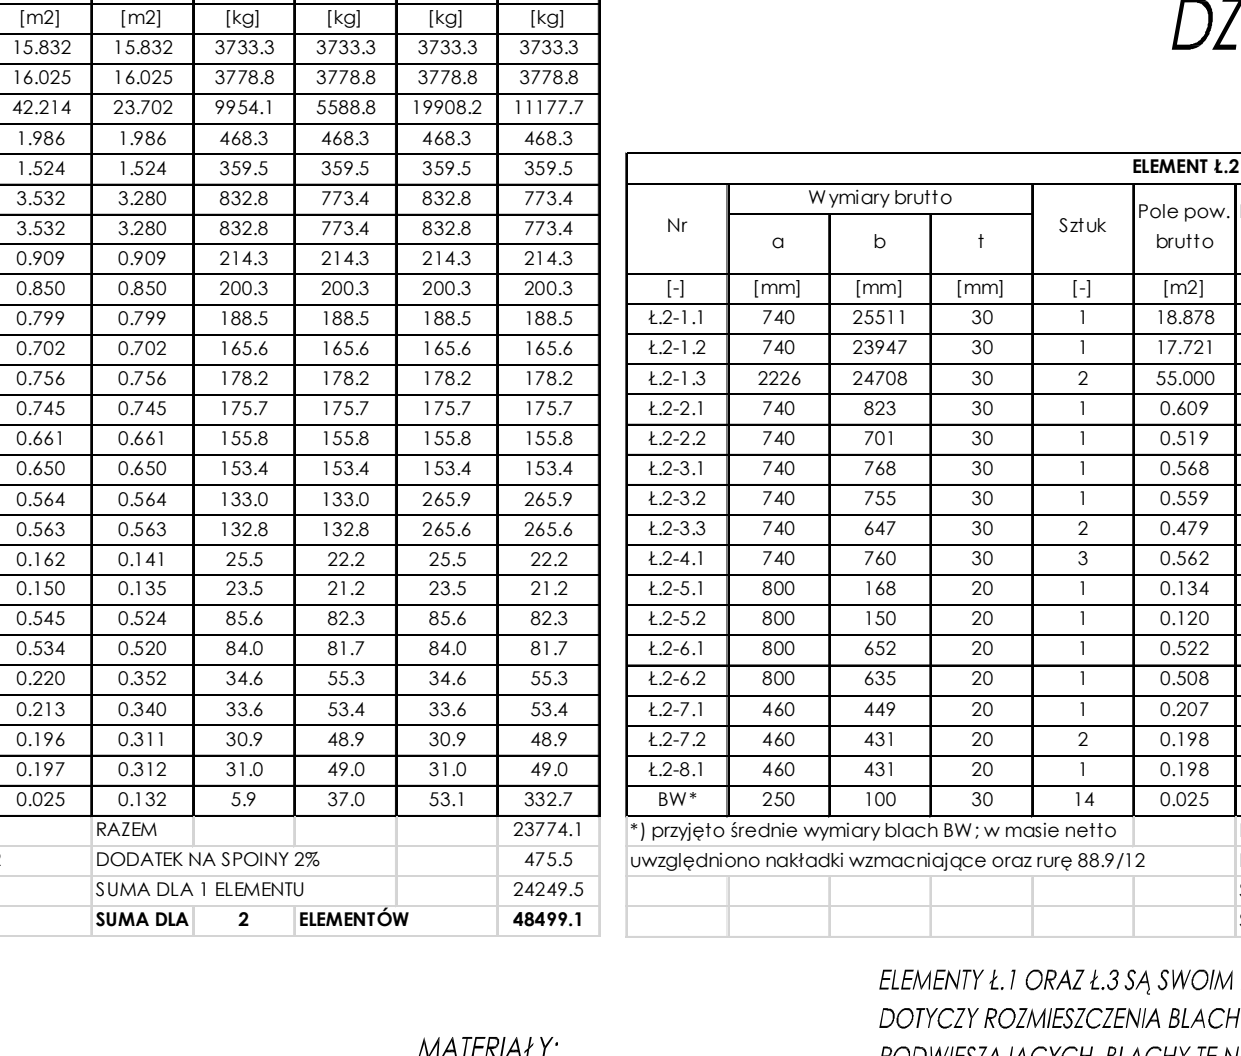 [m2] [m2] [kg] [kg] [kg] [kg]
15.832 15.832 3733.3 3733.3 3733.3 3733.3
16.025 16.025 3778.8 3778.8 3778.8 3778.8
42.214 23.702 9954.1 5588.8 19908.2 11177.7
1.986 1.986 468.3 468.3 468.3 468.3
1.524 1.524 359.5 359.5 359.5 359.5
3.532 3.280 832.8 773.4 832.8 773.4
3.532 3.280 832.8 773.4 832.8 773.4
0.909 0.909 214.3 214.3 214.3 214.3
0.850 0.850 200.3 200.3 200.3 200.3
0.799 0.799 188.5 188.5 188.5 188.5
0.702 0.702 165.6 165.6 165.6 165.6
0.756 0.756 178.2 178.2 178.2 178.2
0.745 0.745 175.7 175.7 175.7 175.7
0.661 0.661 155.8 155.8 155.8 155.8
0.650 0.650 153.4 153.4 153.4 153.4
0.564 0.564 133.0 133.0 265.9 265.9
0.563 0.563 132.8 132.8 265.6 265.6
0.162 0.141 25.5 22.2 25.5 22.2
0.150 0.135 23.5 21.2 23.5 21.2
0.545 0.524 85.6 82.3 85.6 82.3
0.534 0.520 84.0 81.7 84.0 81.7
0.220 0.352 34.6 55.3 34.6 55.3
0.213 0.340 33.6 53.4 33.6 53.4
0.196 0.311 30.9 48.9 30.9 48.9
0.197 0.312 31.0 49.0 31.0 49.0
0.025 0.132 5.9 37.0 53.1 332.7
RAZEM 23774.1
DODATEK NA SPOINY 2% 475.5
SUMA DLA 1 ELEMENTU 24249.5
SUMA DLA 2 ELEMENTÓW 48499.1
MATERIAŁY:
DZ
ELEMENT Ł.2
Nr Wymiary brutto Sztuk Pole pow. brutto
a b t
[-] [mm] [mm] [mm] [-] [m2]
Ł.2-1.1 740 25511 30 1 18.878
Ł.2-1.2 740 23947 30 1 17.721
Ł.2-1.3 2226 24708 30 2 55.000
Ł.2-2.1 740 823 30 1 0.609
Ł.2-2.2 740 701 30 1 0.519
Ł.2-3.1 740 768 30 1 0.568
Ł.2-3.2 740 755 30 1 0.559
Ł.2-3.3 740 647 30 2 0.479
Ł.2-4.1 740 760 30 3 0.562
Ł.2-5.1 800 168 20 1 0.134
Ł.2-5.2 800 150 20 1 0.120
Ł.2-6.1 800 652 20 1 0.522
Ł.2-6.2 800 635 20 1 0.508
Ł.2-7.1 460 449 20 1 0.207
Ł.2-7.2 460 431 20 2 0.198
Ł.2-8.1 460 431 20 1 0.198
BW* 250 100 30 14 0.025
*) przyjęto średnie wymiary blach BW; w masie netto
uwzględniono nakładki wzmacniające oraz rurę 88.9/12
ELEMENTY Ł.1 ORAZ Ł.3 SĄ SWOIM
DOTYCZY ROZMIESZCZENIA BLACH
PODWIESZAJĄCYCH. BLACHY TE N